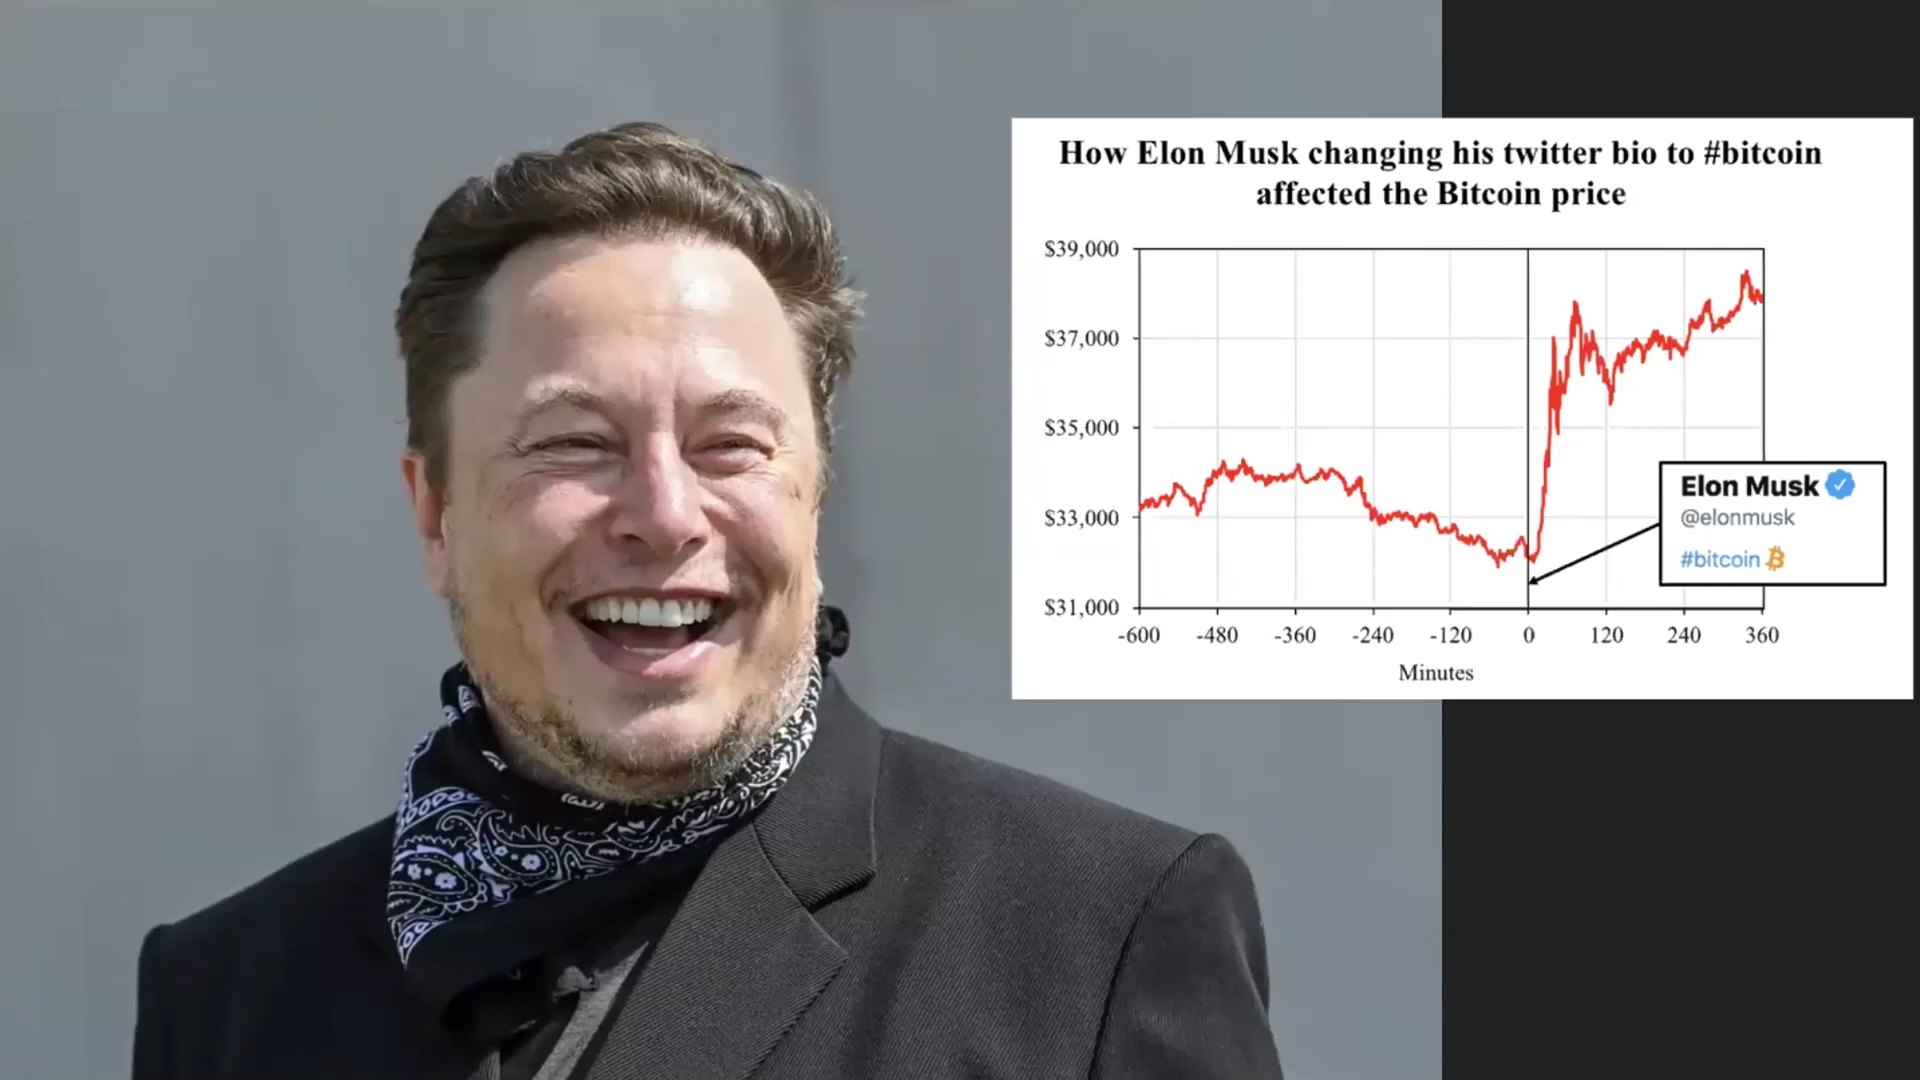 How Elon Musk changing his twitter bio to #bitcoin
affected the Bitcoin price
$39,000
$37,000
$35,000
$33,000
$31,000
-600 -480 -360 -240 -120 0 120 240 360
Minutes
Elon Musk
@elonmusk
#bitcoin